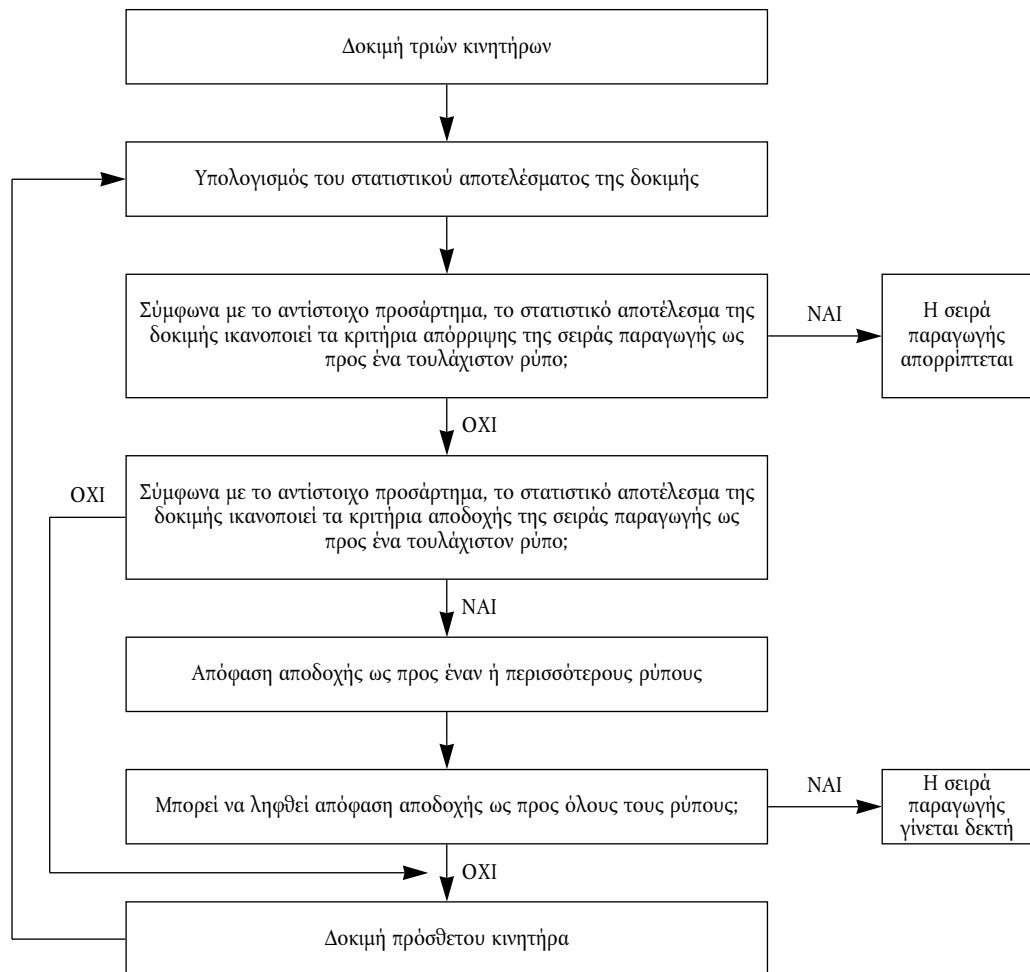 Δοκιμή τριών κινητήρων
Υπολογισμός του στατιστικού αποτελέσματος της δοκιμής
Σύμφωνα με το αντίστοιχο προσάρτημα, το στατιστικό αποτέλεσμα της
δοκιμής ικανοποιεί τα κριτήρια απόρριψης της σειράς παραγωγής ως
προς ένα τουλάχιστον ρύπο;
ΝΑΙ
Η σειρά
παραγωγής
απορρίπτεται
ΟΧΙ
ΟΧΙ
Σύμφωνα με το αντίστοιχο προσάρτημα, το στατιστικό αποτέλεσμα της
δοκιμής ικανοποιεί τα κριτήρια αποδοχής της σειράς παραγωγής ως
προς ένα τουλάχιστον ρύπο;
ΝΑΙ
Απόφαση αποδοχής ως προς έναν ή περισσότερους ρύπους
Μπορεί να ληφθεί απόφαση αποδοχής ως προς όλους τους ρύπους;
ΝΑΙ
Η σειρά
παραγωγής
γίνεται δεκτή
ΟΧΙ
Δοκιμή πρόσθετου κινητήρα